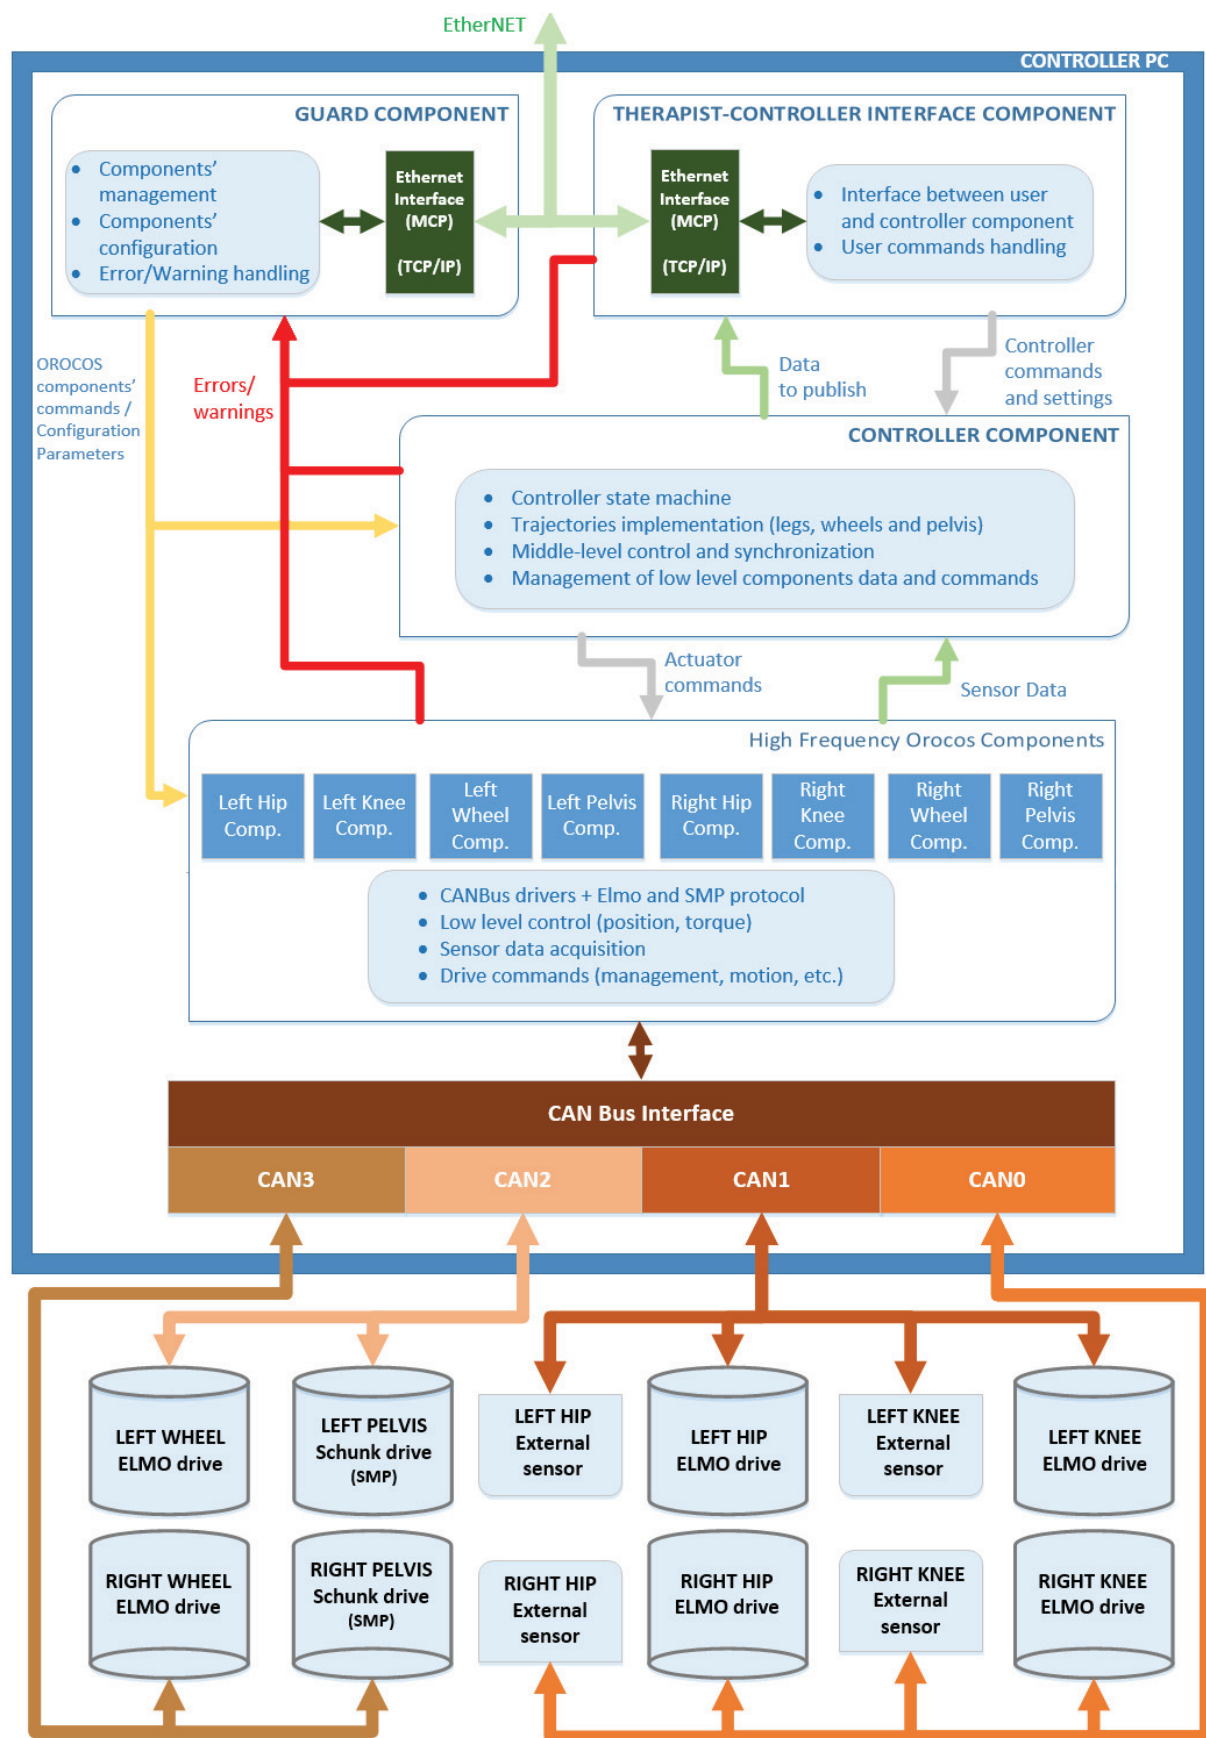 EtherNET
CONTROLLER PC
GUARD COMPONENT
• Components'
management
• Components'
configuration
• Error/Warning handling
Ethernet
Interface
(MCP)
(TCP/IP)
THERAPIST-CONTROLLER INTERFACE COMPONENT
Ethernet
Interface
(MCP)
(TCP/IP)
• Interface between user
and controller component
• User commands handling
OROCOS
components'
commands /
Configuration
Parameters
Errors/
warnings
Data
to publish
Controller
commands
and settings
CONTROLLER COMPONENT
• Controller state machine
• Trajectories implementation (legs, wheels and pelvis)
• Middle-level control and synchronization
• Management of low level components data and commands
Actuator
commands
Sensor Data
High Frequency Orocos Components
Left Hip
Comp.
Left Knee
Comp.
Left
Wheel
Comp.
Left Pelvis
Comp.
Right Hip
Comp.
Right
Knee
Comp.
Right
Wheel
Comp.
Right
Pelvis
Comp.
• CANBus drivers + Elmo and SMP protocol
• Low level control (position, torque)
• Sensor data acquisition
• Drive commands (management, motion, etc.)
CAN Bus Interface
CAN3
CAN2
CAN1
CAN0
LEFT WHEEL
ELMO drive
LEFT PELVIS
Schunk drive
(SMP)
LEFT HIP
External
sensor
LEFT HIP
ELMO drive
LEFT KNEE
External
sensor
LEFT KNEE
ELMO drive
RIGHT WHEEL
ELMO drive
RIGHT PELVIS
Schunk drive
(SMP)
RIGHT HIP
External
sensor
RIGHT HIP
ELMO drive
RIGHT KNEE
External
sensor
RIGHT KNEE
ELMO drive